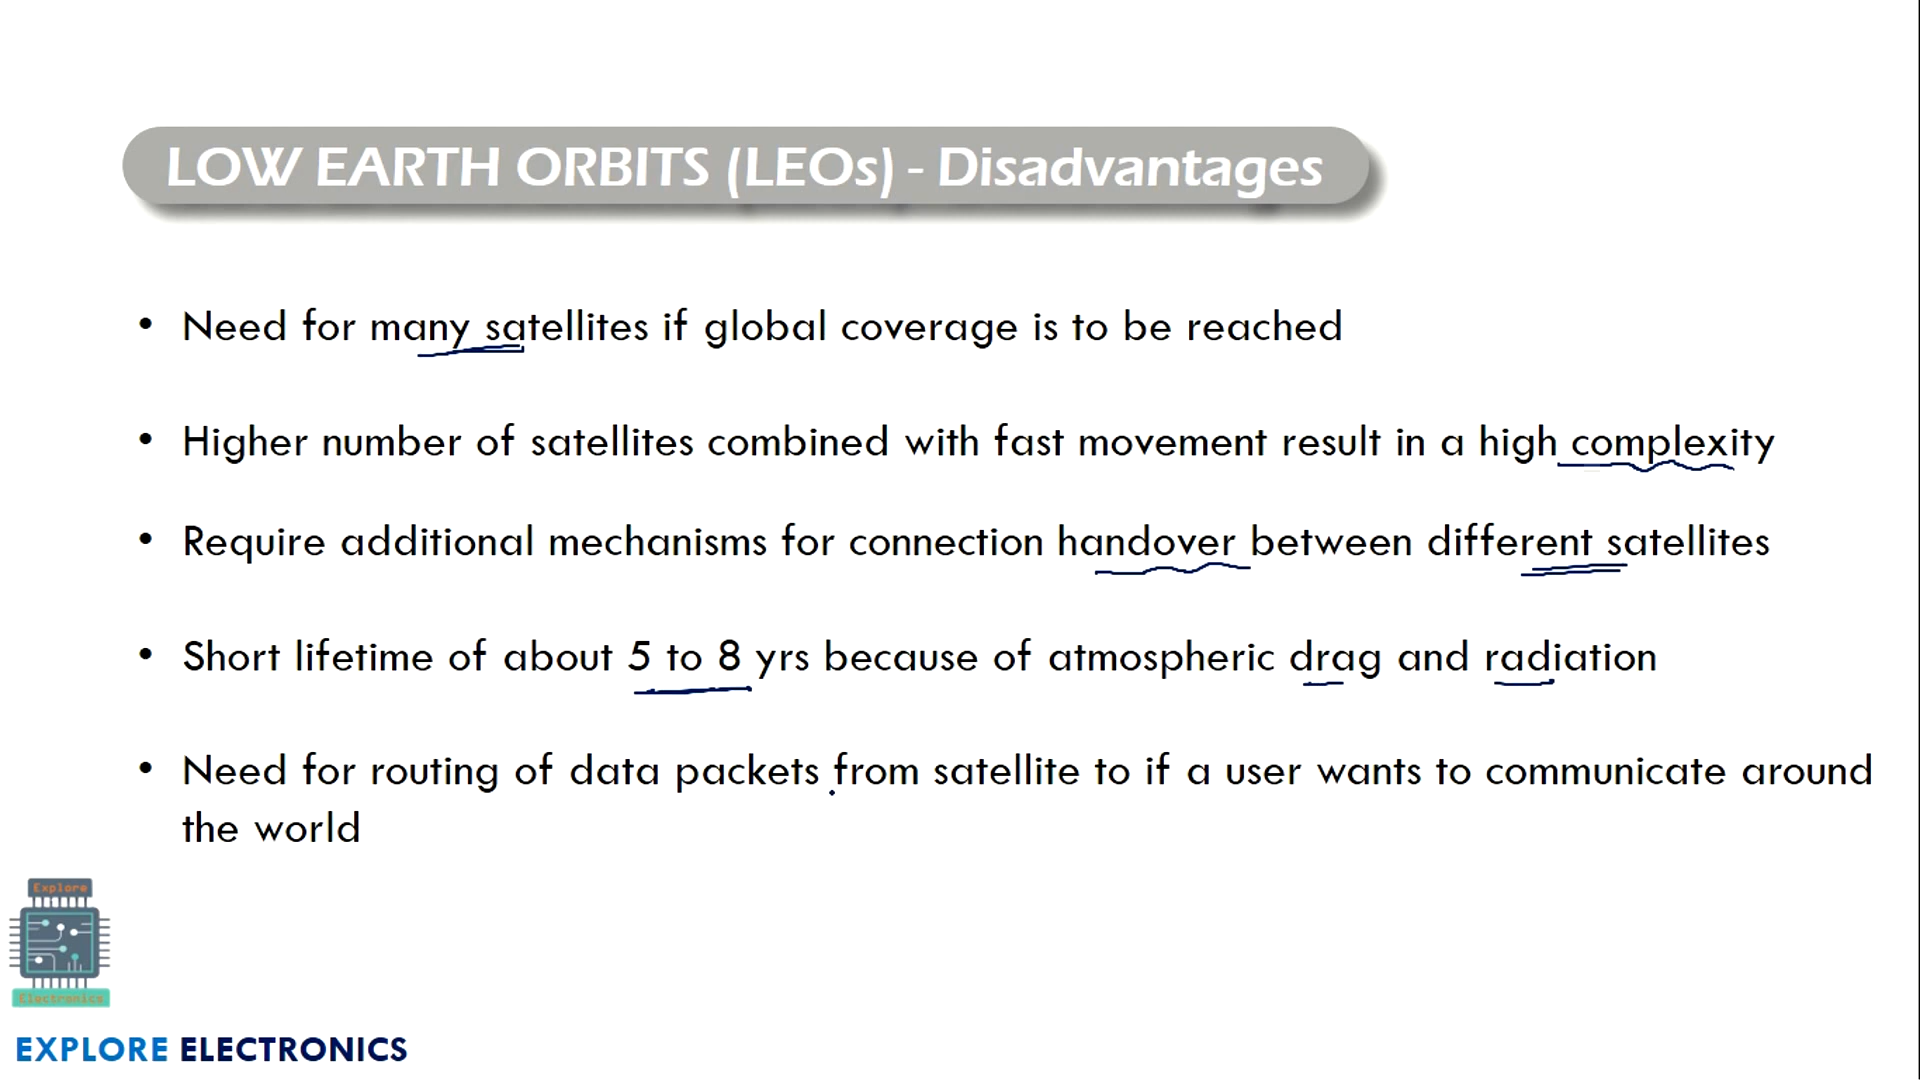 LOW EARTH ORBITS (LEOs) - Disadvantages
• Need for many satellites if global coverage is to be reached
• Higher number of satellites combined with fast movement result in a high complexity
• Require additional mechanisms for connection handover between different satellites
• Short lifetime of about 5 to 8 yrs because of atmospheric drag and radiation
• Need for routing of data packets from satellite to if a user wants to communicate around
the world
Explore
Electronics
EXPLORE ELECTRONICS